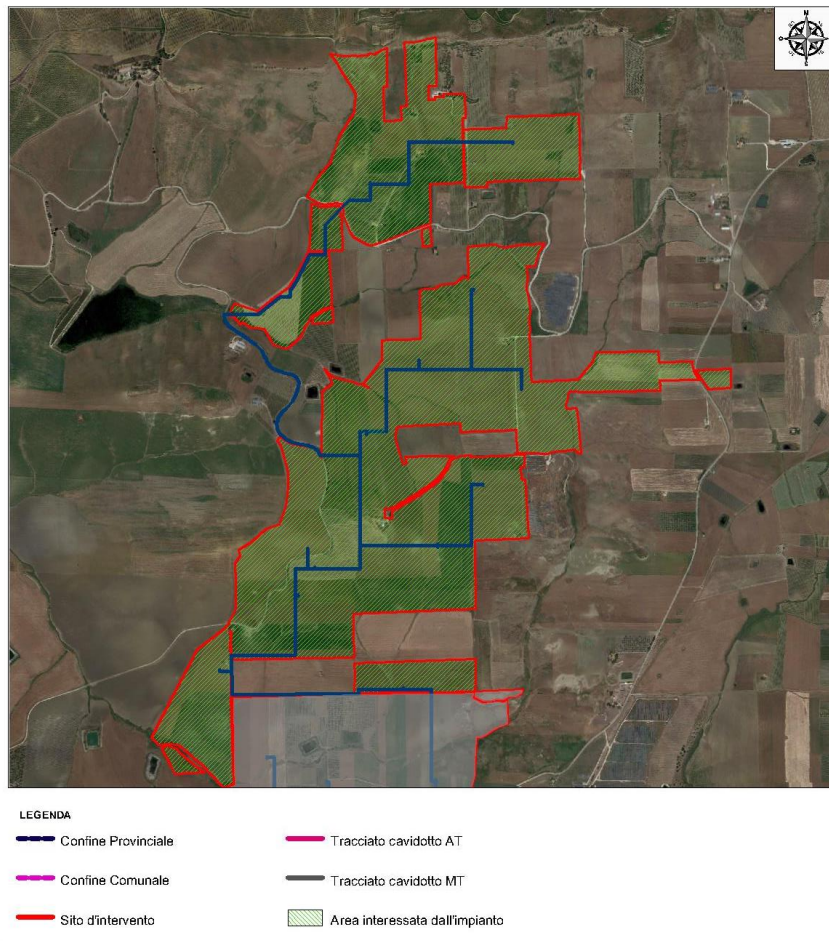 N
LEGENDA
Confine Provinciale
Tracciato cavidotto AT
Confine Comunale
Tracciato cavidotto MT
Sito d'intervento
Area interessata dall'impianto